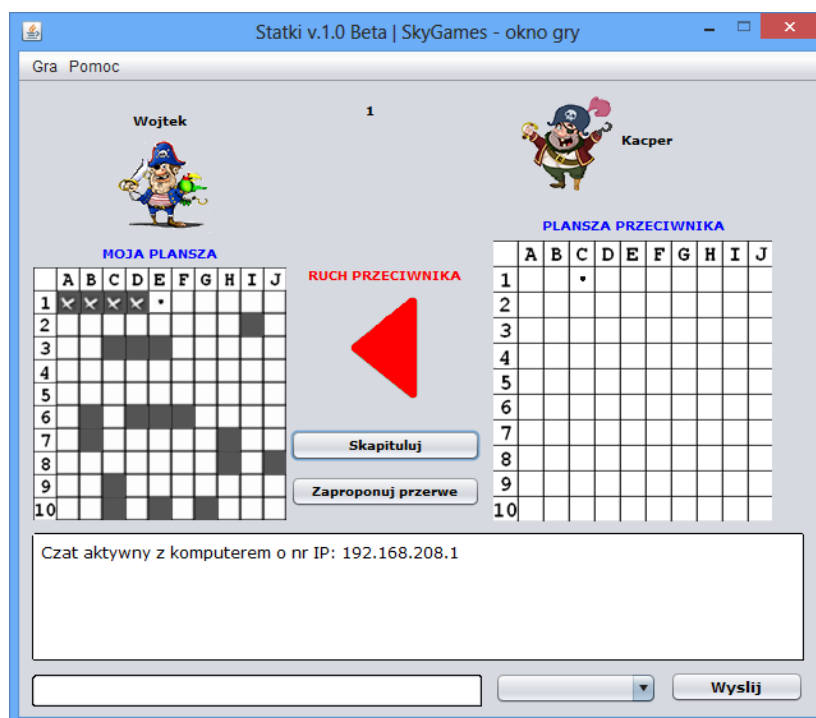 Statki v.1.0 Beta | SkyGames - okno gry
Gra Pomoc
1
Wojtek
Kacper
MOJA PLANSZA
A B C D E F G H I J
1
2
3
4
5
6
7
8
9
10
RUCH PRZECIWNIKA
Skapituluj
Zaproponuj przerwe
PLANSZA PRZECIWNIKA
A B C D E F G H I J
1
2
3
4
5
6
7
8
9
10
Czat aktywny z komputerem o nr IP: 192.168.208.1
Wyslij